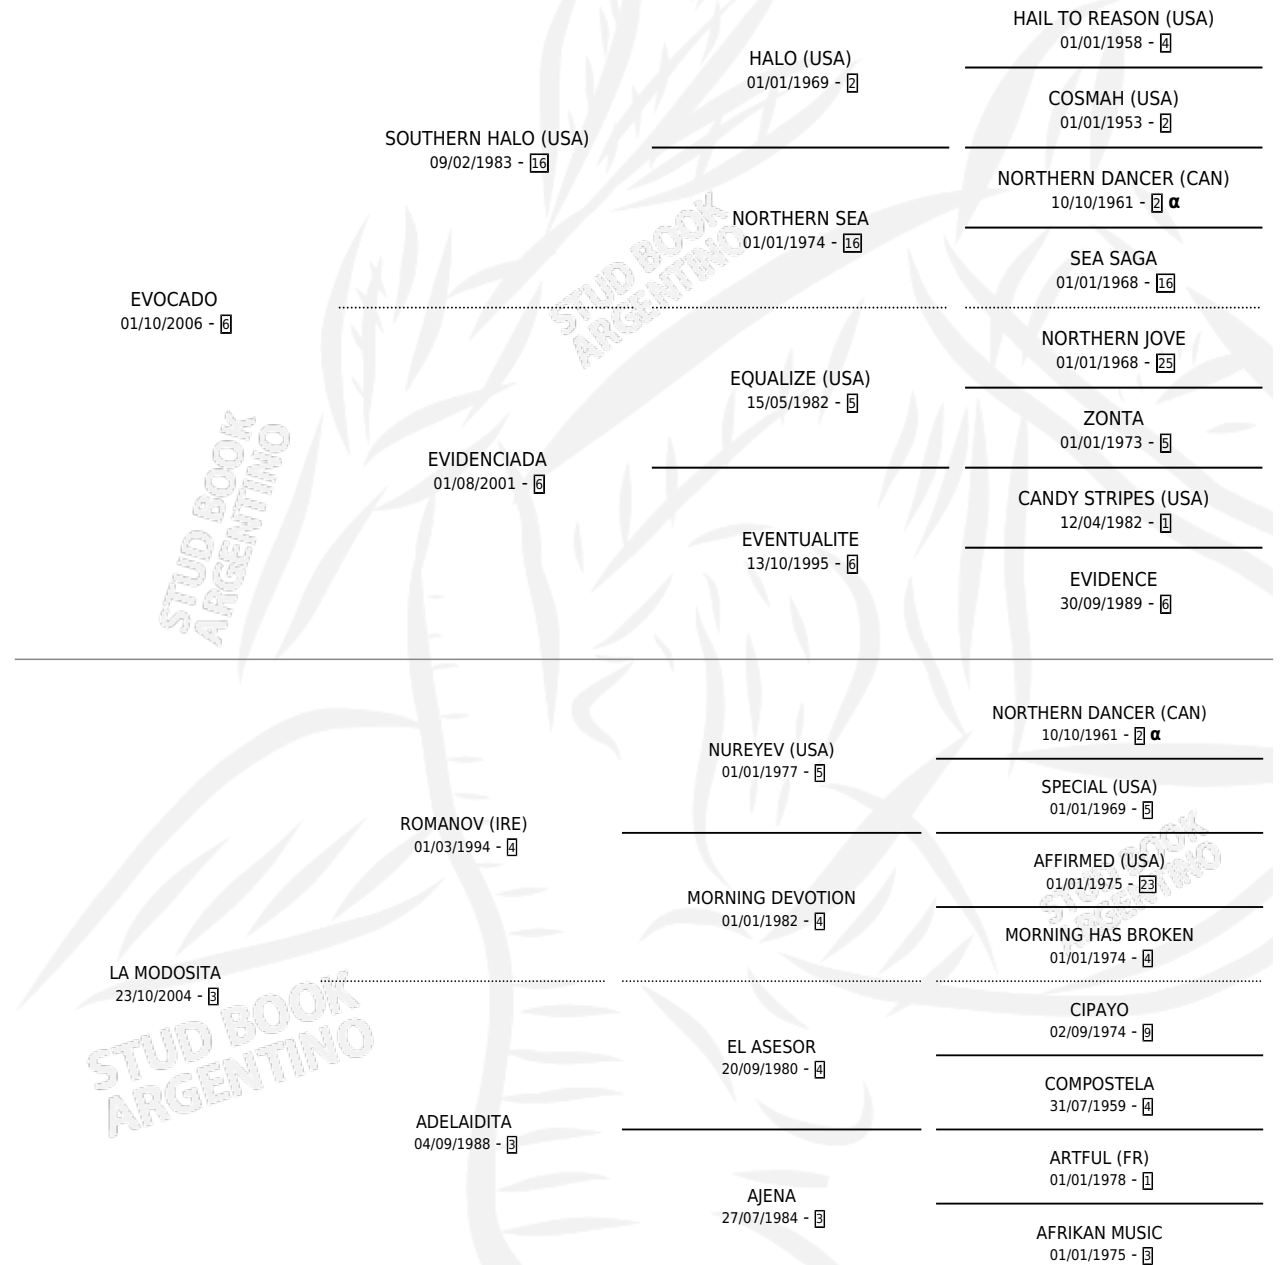 HAIL TO REASON (USA)
01/01/1958 - 4
HALO (USA)
01/01/1969 - 2
COSMAH (USA)
01/01/1953 - 2
SOUTHERN HALO (USA)
09/02/1983 - 16
NORTHERN DANCER (CAN)
10/10/1961 - 2 α
NORTHERN SEA
01/01/1974 - 16
SEA SAGA
01/01/1968 - 16
STUD BOOK
ARGENTINO
EVOCADO
01/10/2006 - 6
NORTHERN JOVE
01/01/1968 - 25
EQUALIZE (USA)
15/05/1982 - 5
ZONTA
01/01/1973 - 5
EVIDENCIADA
01/08/2001 - 6
CANDY STRIPES (USA)
12/04/1982 - 1
EVENTUALITE
13/10/1995 - 6
EVIDENCE
30/09/1989 - 6
STUD BOOK
ARGENTINO
NORTHERN DANCER (CAN)
10/10/1961 - 2 α
NUREYEV (USA)
01/01/1977 - 5
SPECIAL (USA)
01/01/1969 - 5
ROMANOV (IRE)
01/03/1994 - 4
AFFIRMED (USA)
01/01/1975 - 23
MORNING DEVOTION
01/01/1982 - 4
MORNING HAS BROKEN
01/01/1974 - 4
STUD BOOK
ARGENTINO
LA MODOSITA
23/10/2004 - 3
CIPAYO
02/09/1974 - 9
EL ASESOR
20/09/1980 - 4
COMPOSTELA
31/07/1959 - 4
ADELAIDITA
04/09/1988 - 3
ARTFUL (FR)
01/01/1978 - 1
AJENA
27/07/1984 - 3
AFRIKAN MUSIC
01/01/1975 - 3
STUD BOOK
ARGENTINO